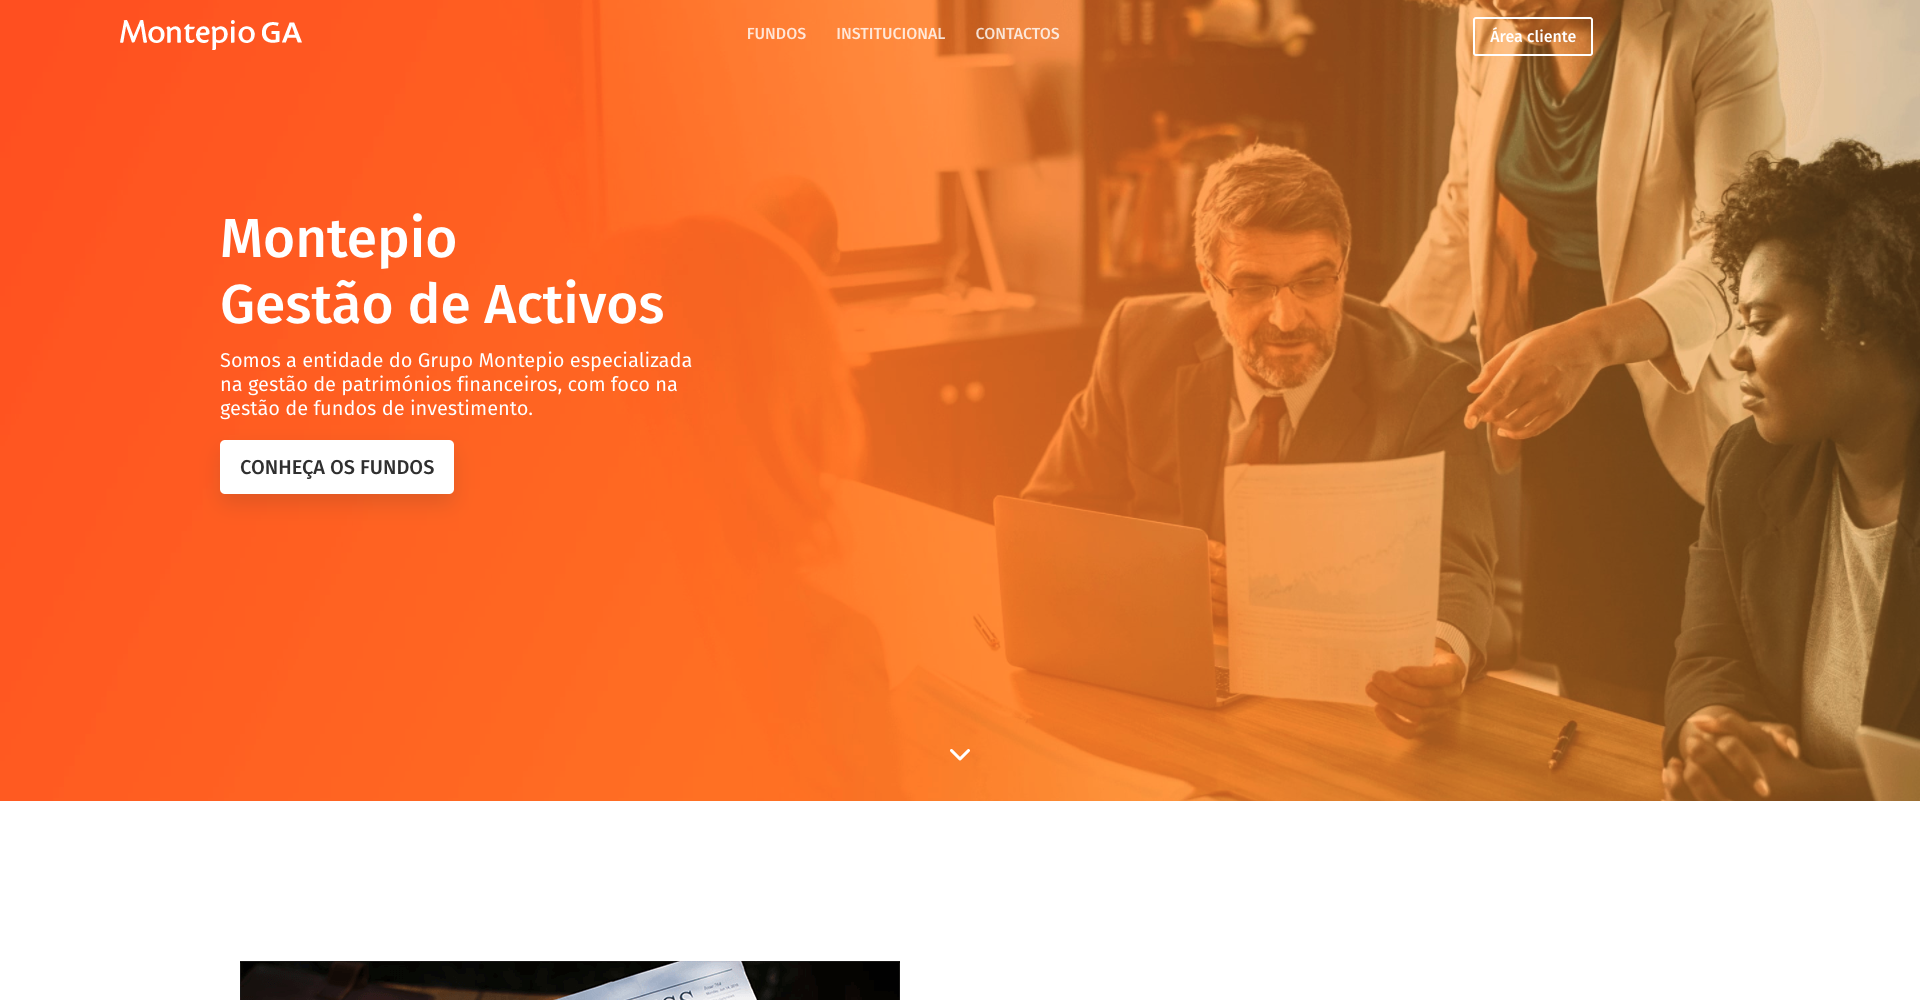 Montepio GA
FUNDOS
INSTITUCIONAL
CONTACTOS
Área cliente
Montepio
Gestão de Activos
Somos a entidade do Grupo Montepio especializada
na gestão de patrimónios financeiros, com foco na
gestão de fundos de investimento.
CONHEÇA OS FUNDOS